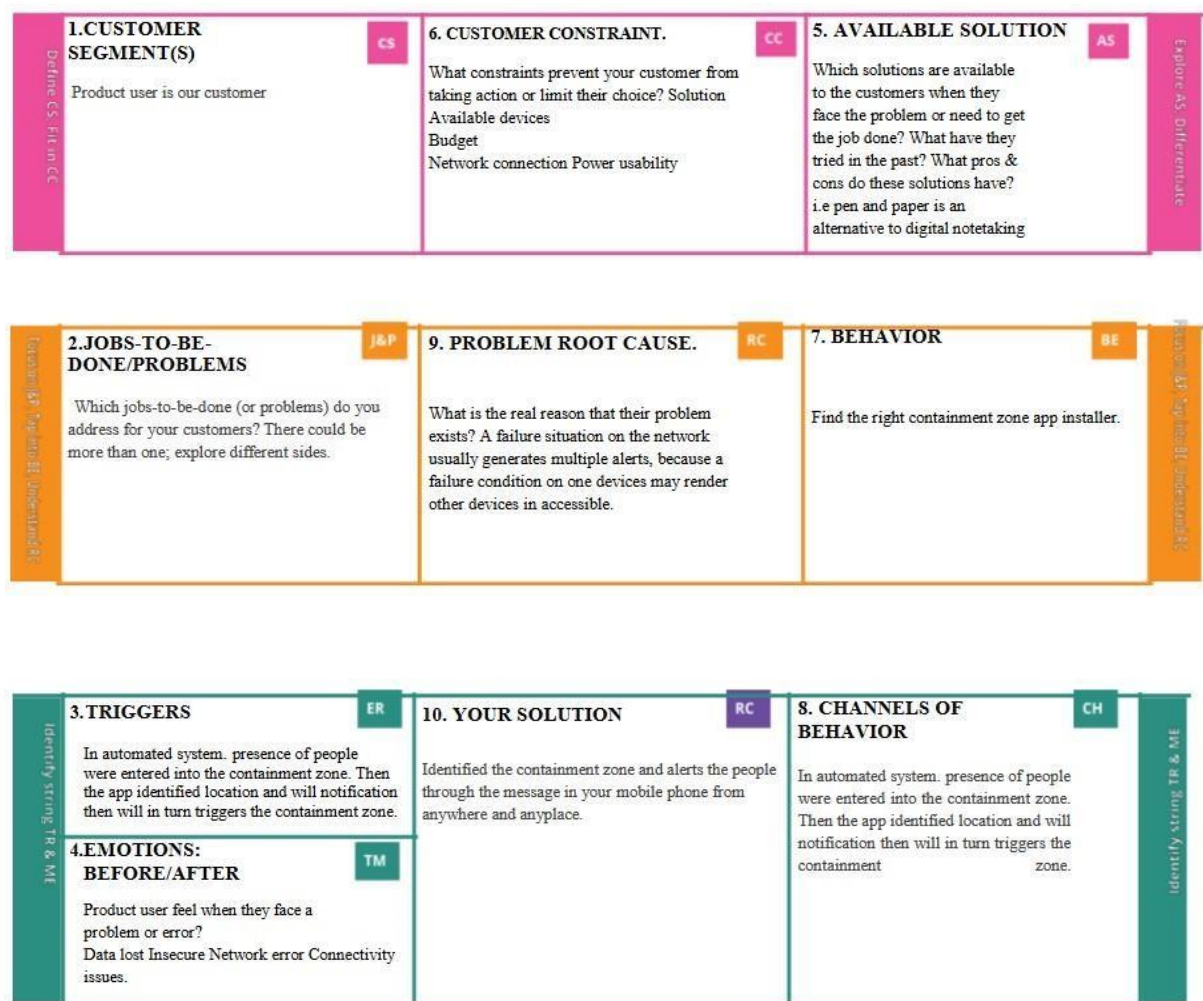 Define CS, Fit in CC
1.CUSTOMER
SEGMENT(S)
CS
Product user is our customer
6. CUSTOMER CONSTRAINT.
CC
What constraints prevent your customer from
taking action or limit their choice? Solution
Available devices
Budget
Network connection Power usability
5. AVAILABLE SOLUTION
AS
Which solutions are available
to the customers when they
face the problem or need to get
the job done? What have they
tried in the past? What pros &
cons do these solutions have?
i.e pen and paper is an
alternative to digital notetaking
Explore AS, Differentiate
2.JOBS-TO-BE-
DONE/PROBLEMS
J&P
Which jobs-to-be-done (or problems) do you
address for your customers? There could be
more than one; explore different sides.
9. PROBLEM ROOT CAUSE.
RC
What is the real reason that their problem
exists? A failure situation on the network
usually generates multiple alerts, because a
failure condition on one devices may render
other devices in accessible.
7. BEHAVIOR
BE
Find the right containment zone app installer.
J&P, Tap into BE, Understand RC
Identify string TR & ME
3.TRIGGERS
ER
In automated system. presence of people
were entered into the containment zone. Then
the app identified location and will notification
then will in turn triggers the containment zone.
4.EMOTIONS:
BEFORE/AFTER
TM
Product user feel when they face a
problem or error?
Data lost Insecure Network error Connectivity
issues.
10. YOUR SOLUTION
RC
Identified the containment zone and alerts the people
through the message in your mobile phone from
anywhere and anyplace.
8. CHANNELS OF
BEHAVIOR
CH
In automated system. presence of people
were entered into the containment zone.
Then the app identified location and will
notification then will in turn triggers the
containment zone.
Identify string TR & ME